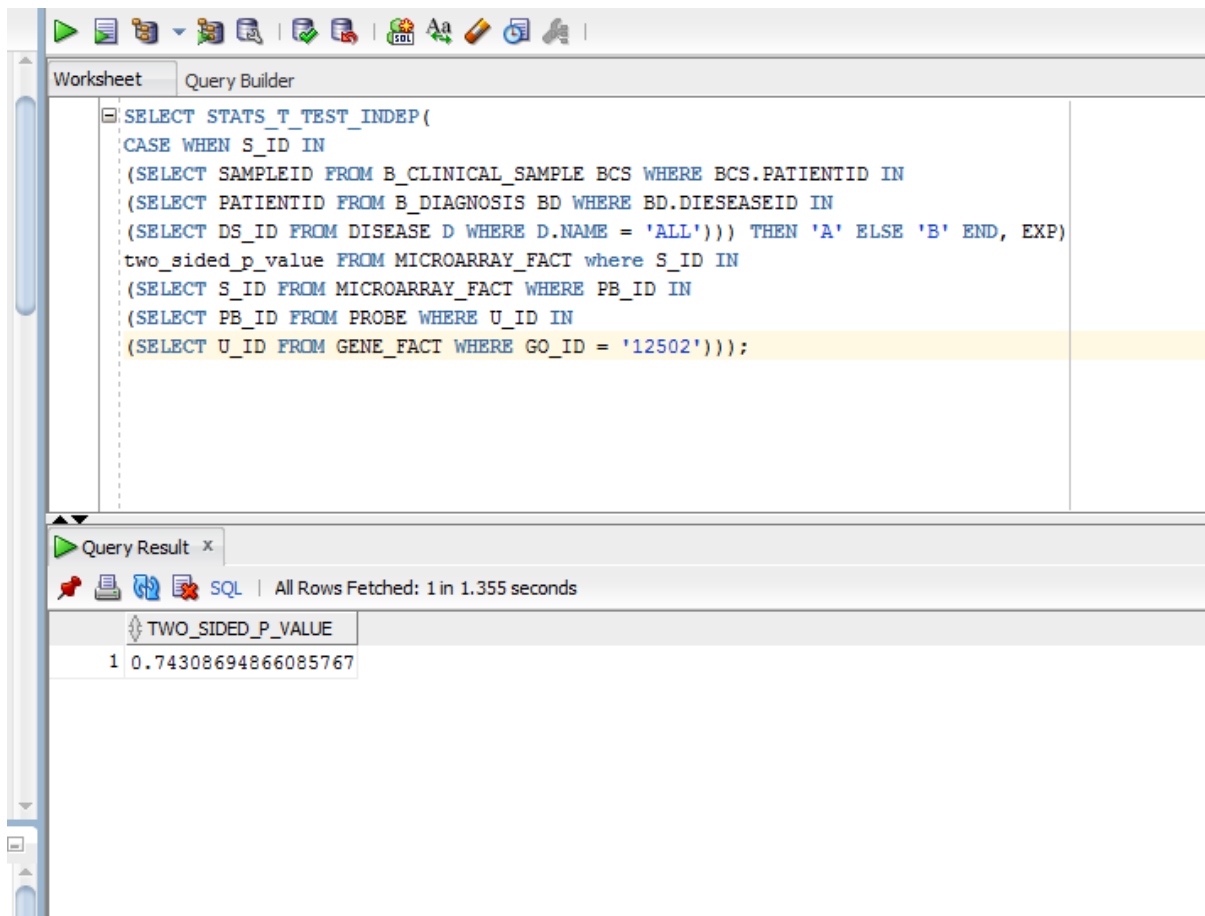 SQL Aa
Worksheet Query Builder
SELECT STATS_T_TEST_INDEP(
CASE WHEN S_ID IN
(SELECT SAMPLEID FROM B_CLINICAL_SAMPLE BCS WHERE BCS.PATIENTID IN
(SELECT PATIENTID FROM B_DIAGNOSIS BD WHERE BD.DIESEASEID IN
(SELECT DS_ID FROM DISEASE D WHERE D.NAME = 'ALL'))) THEN 'A' ELSE 'B' END, EXP)
two_sided_p_value FROM MICROARRAY_FACT where S_ID IN
(SELECT S_ID FROM MICROARRAY_FACT WHERE PB_ID IN
(SELECT PB_ID FROM PROBE WHERE U_ID IN
(SELECT U_ID FROM GENE_FACT WHERE GO_ID = '12502')));
Query Result x
SQL | All Rows Fetched: 1 in 1.355 seconds
TWO_SIDED_P_VALUE
1 0.74308694866085767